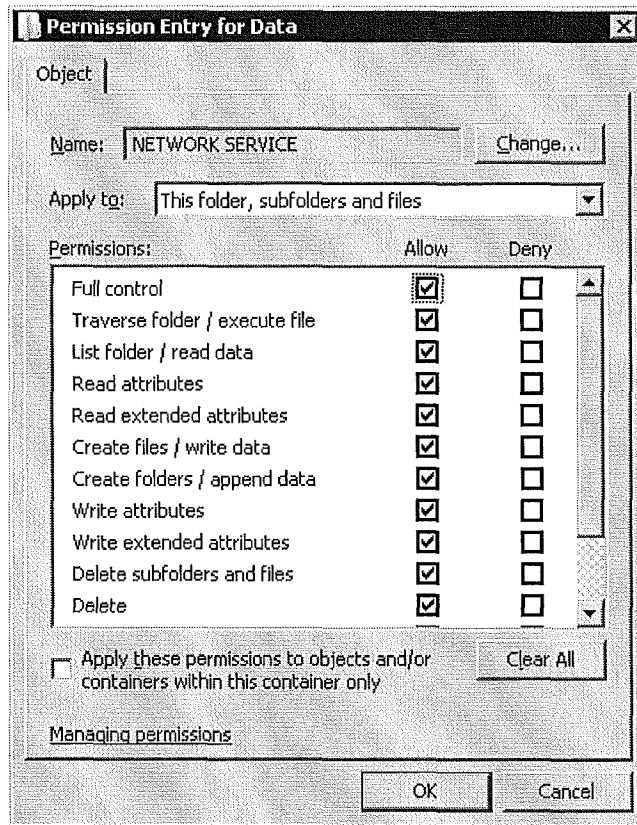 Permission Entry for Data
Object
Name: NETWORK SERVICE Change...
Apply to: This folder, subfolders and files
Permissions: Allow Deny
Full control
Traverse folder / execute file
List folder / read data
Read attributes
Read extended attributes
Create files / write data
Create folders / append data
Write attributes
Write extended attributes
Delete subfolders and files
Delete
Apply these permissions to objects and/or Clear All
containers within this container only
Managing permissions
OK Cancel